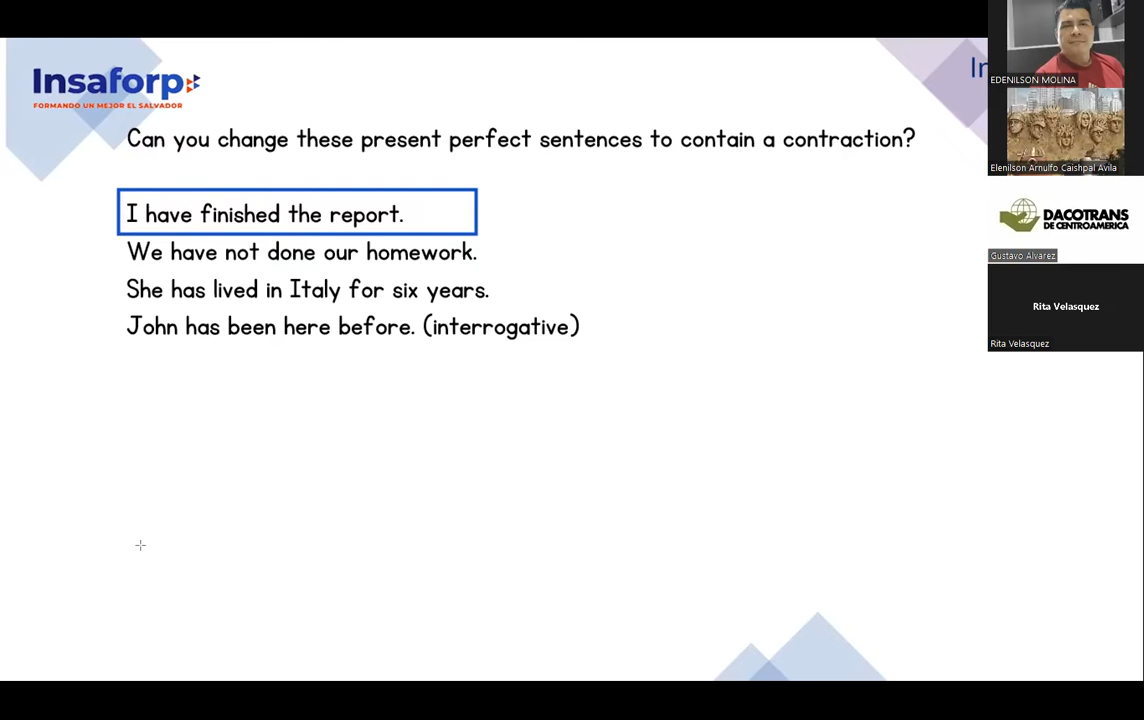 Insaforp
FORMANDO UN MEJOR EL SALVADOR
In
Can you change these present perfect sentences to contain a contraction?
I have finished the report.
We have not done our homework.
She has lived in Italy for six years.
John has been here before. (interrogative)
EDENILSON MOLINA
Elenilson Arnulfo Caishpal Avila
DACOTRANS
DE CENTROAMERICA
Gustavo Alvarez
Rita Velasquez
Rita Velasquez